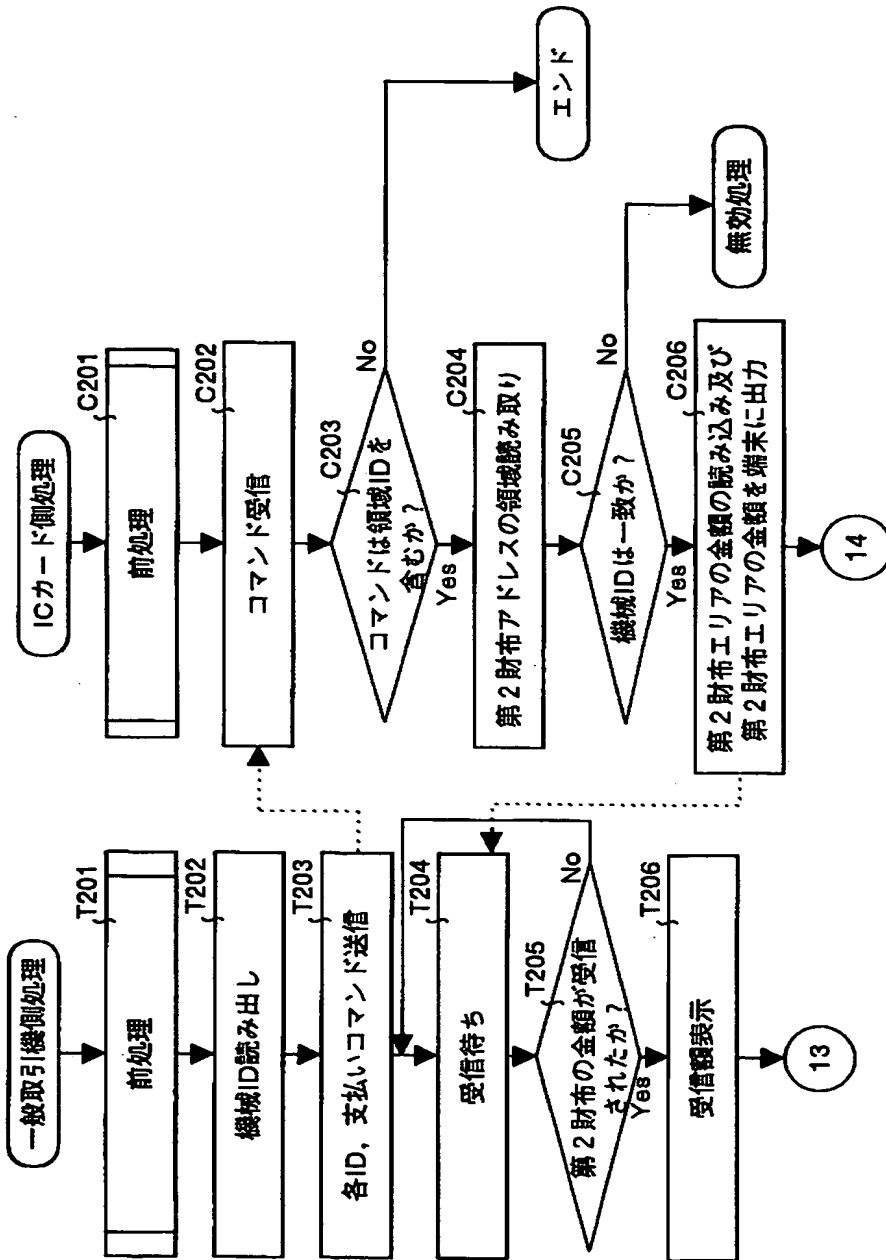 一般取引機側処理
前処理
T201
機械ID読み出し
T202
各ID，支払いコマンド送信
T203
受信待ち
T204
第２財布の金額が受信
されたか？
T205
No
Yes
受信額表示
T206
13
ICカード側処理
前処理
C201
コマンド受信
C202
コマンドは領域IDを
含むか？
C203
No
Yes
エンド
第２財布アドレスの領域読み取り
C204
機械IDは一致か？
C205
No
Yes
無効処理
第２財布エリアの金額の読み込み及び
第２財布エリアの金額を端末に出力
C206
14